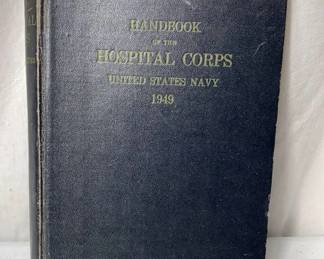 HANDBOOK
OF THE
HOSPITAL CORPS
UNITED STATES NAVY
1949